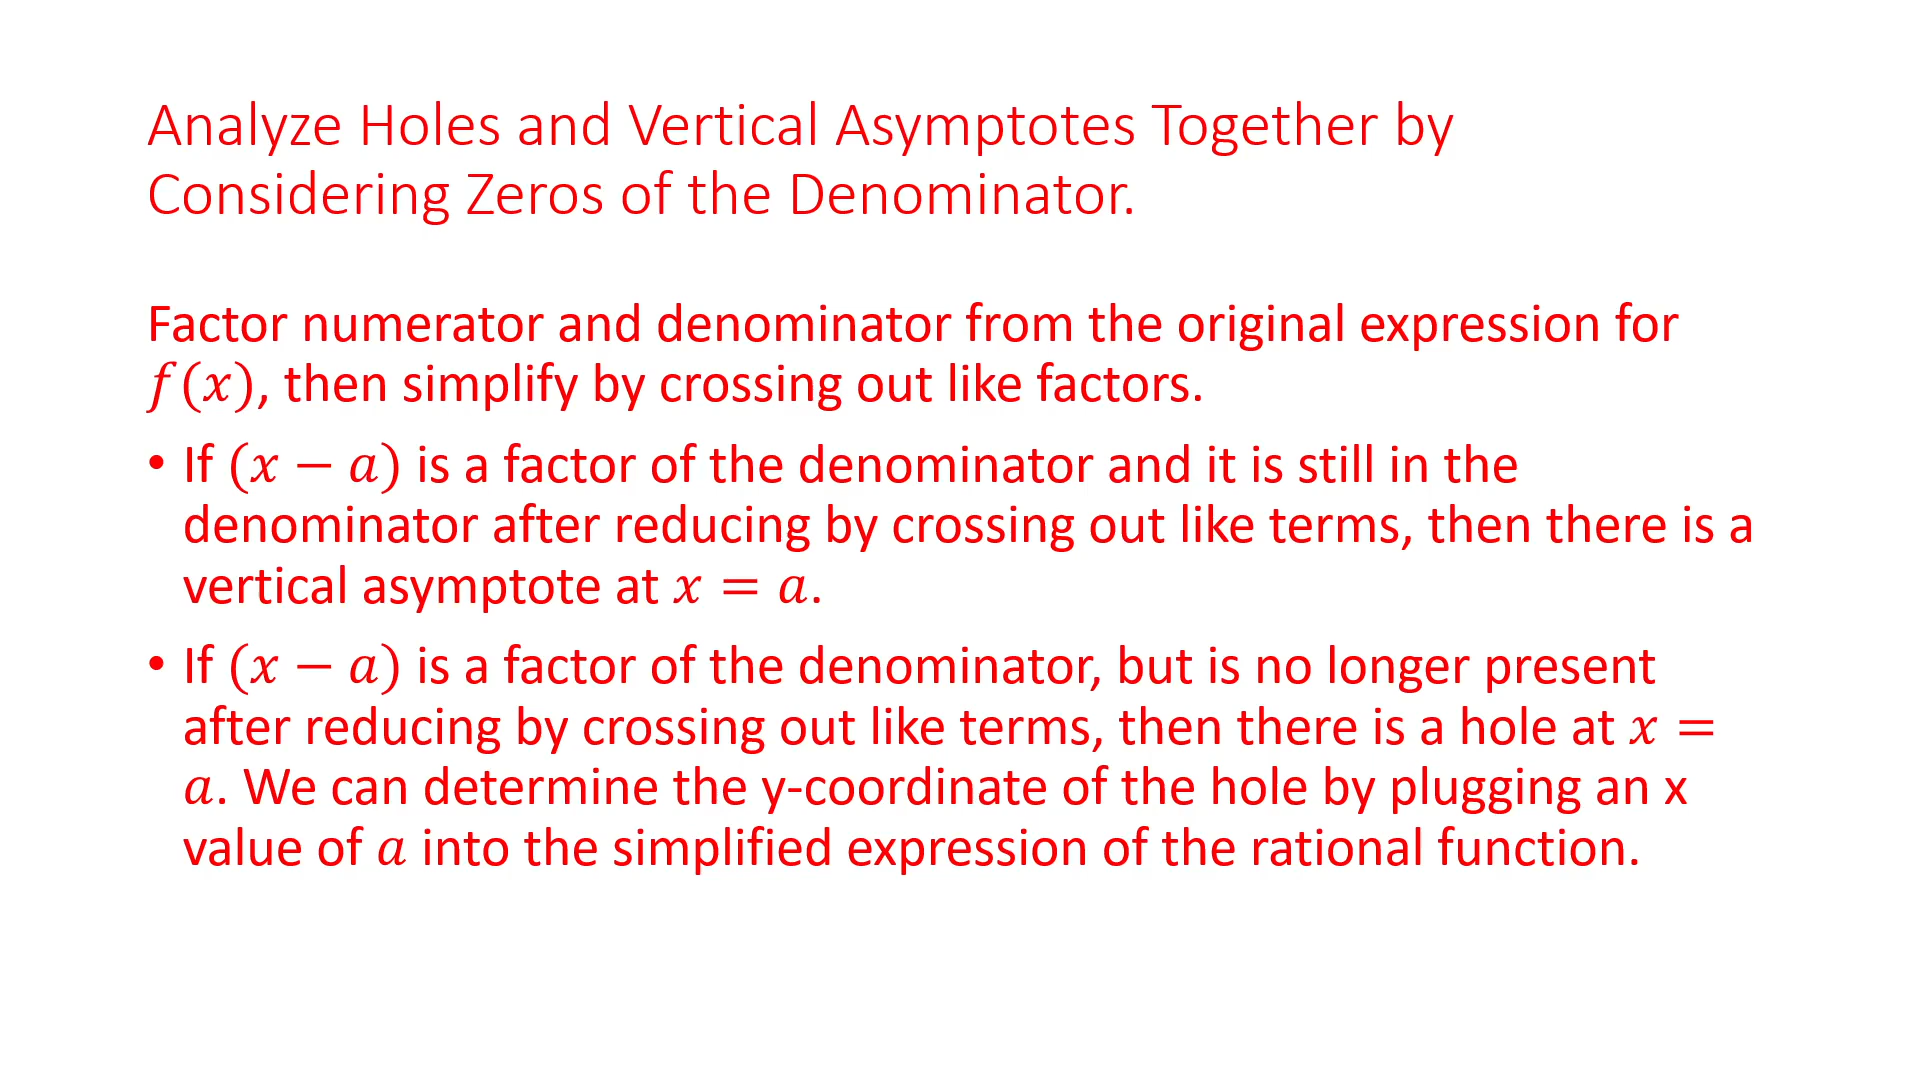 Analyze Holes and Vertical Asymptotes Together by
Considering Zeros of the Denominator.
Factor numerator and denominator from the original expression for
𝑓(𝑥), then simplify by crossing out like factors.
• If (𝑥 − 𝑎) is a factor of the denominator and it is still in the
denominator after reducing by crossing out like terms, then there is a
vertical asymptote at 𝑥 = 𝑎.
• If (𝑥 − 𝑎) is a factor of the denominator, but is no longer present
after reducing by crossing out like terms, then there is a hole at 𝑥 =
𝑎. We can determine the y-coordinate of the hole by plugging an x
value of 𝑎 into the simplified expression of the rational function.